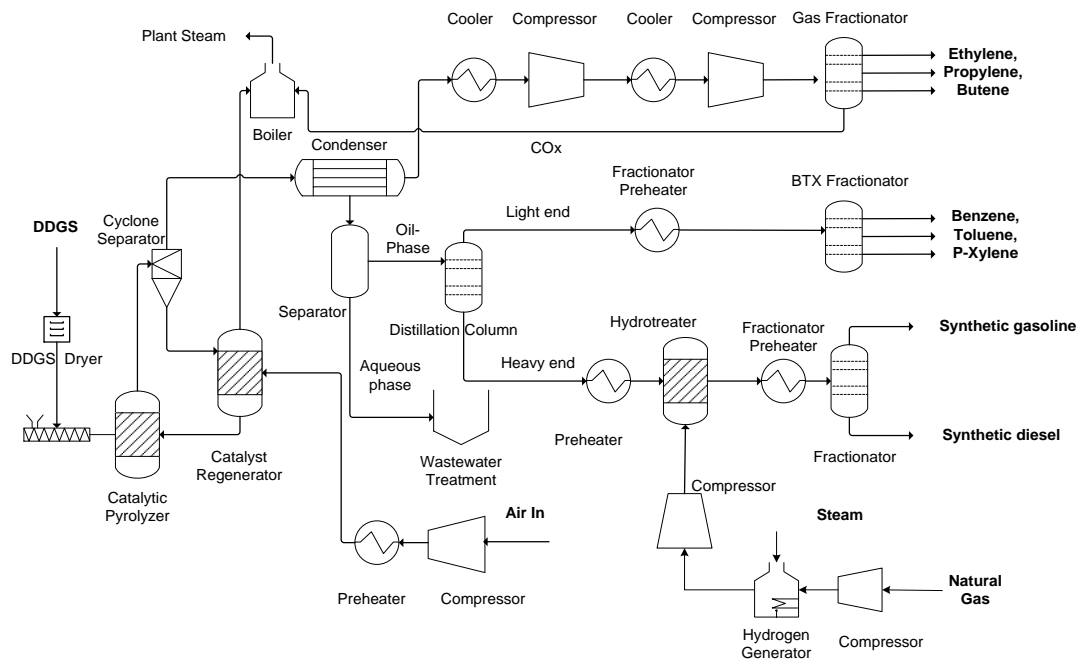 Cooler
Compressor
Cooler
Compressor
Gas Fractionator
Plant Steam
Ethylene,
Propylene,
Butene
Boiler
Condenser
COx
Fractionator
Preheater
BTX Fractionator
Cyclone
Separator
DDGS
Oil-
Phase
Light end
Benzene,
Toluene,
P-Xylene
Separator
Distillation Column
Hydrotreater
Fractionator
Preheater
Synthetic gasoline
DDGS Dryer
Aqueous
phase
Heavy end
Preheater
Synthetic diesel
Fractionator
Catalyst
Regenerator
Wastewater
Treatment
Catalytic
Pyrolyzer
Compressor
Air In
Steam
Natural
Gas
Preheater
Compressor
Hydrogen
Generator
Compressor